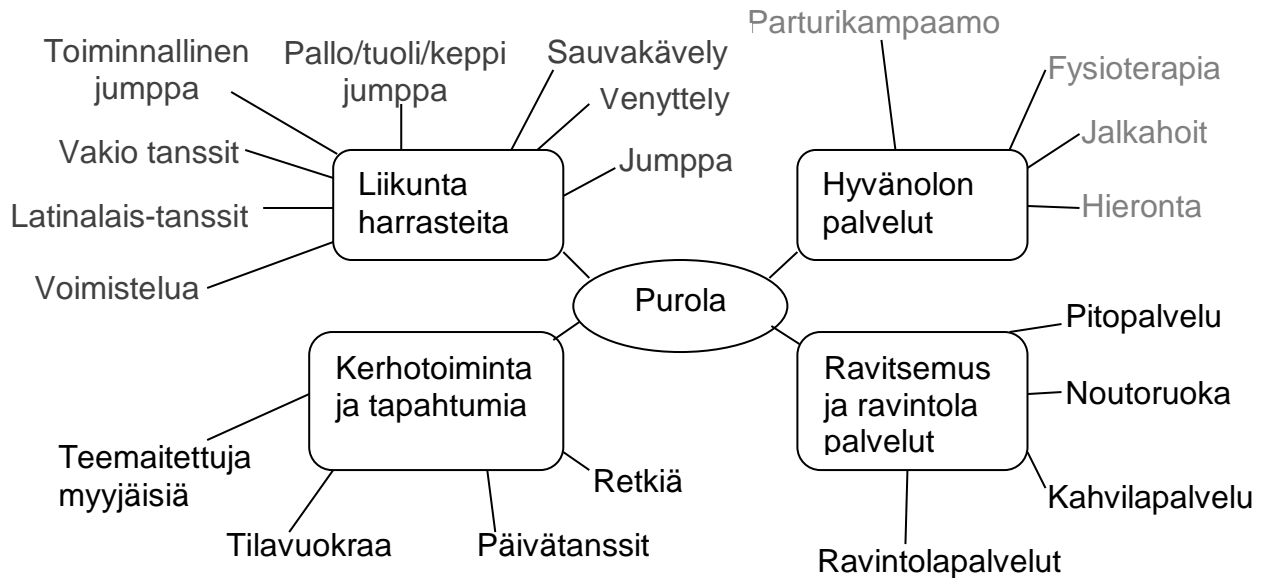 Parturikampaamo
Toiminnallinen
jumppa
Pallo/tuoli/keppi
jumppa
Sauvakävely
Venyttely
Jumppa
Vakio tanssit
Latinalais-tanssit
Voimistelua
Liikunta
harrasteita
Fysioterapia
Jalkahoit
Hieronta
Hyvänolon
palvelut
Purola
Kerhotoiminta
ja tapahtumia
Teemaitettuja
myyjäisiä
Tilavuokraa
Päivätanssit
Retkiä
Ravitsemus
ja ravintola
palvelut
Pitopalvelu
Noutoruoka
Kahvilapalvelu
Ravintolapalvelut